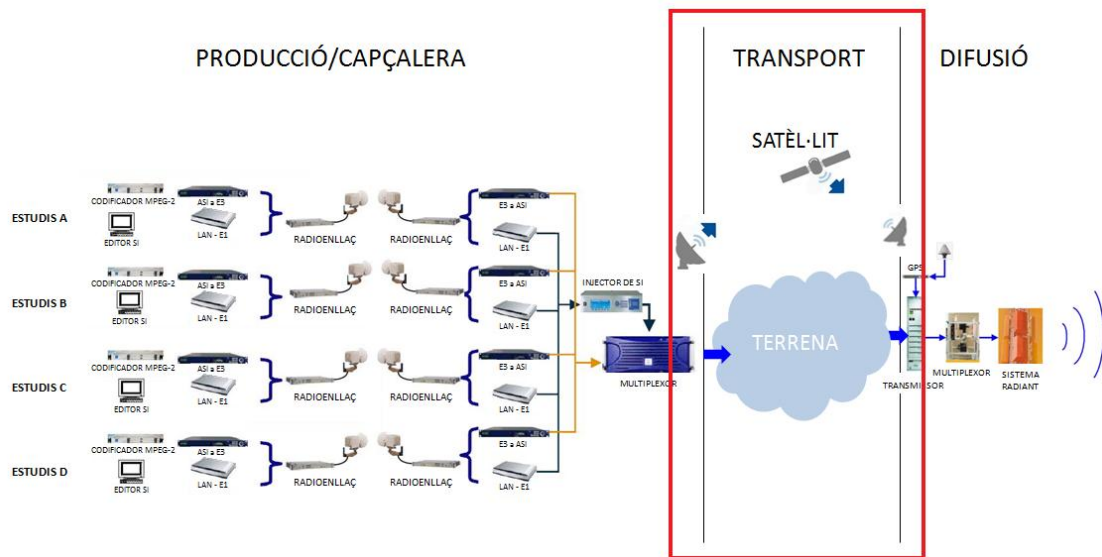 PRODUCCIÓ/CAPÇALERA
TRANSPORT
DIFUSIÓ
SATÈL·LIT
ESTUDIS A
CODIFICADOR MPEG-2
EDITOR SI
ASI a E3
LAN - E1
RADIOENLLAÇ
RADIOENLLAÇ
E3 a ASI
LAN - E1
ESTUDIS B
CODIFICADOR MPEG-2
EDITOR SI
ASI a E3
LAN - E1
RADIOENLLAÇ
RADIOENLLAÇ
E3 a ASI
LAN - E1
ESTUDIS C
CODIFICADOR MPEG-2
EDITOR SI
ASI a E3
LAN - E1
RADIOENLLAÇ
RADIOENLLAÇ
E3 a ASI
LAN - E1
ESTUDIS D
CODIFICADOR MPEG-2
EDITOR SI
ASI a E3
LAN - E1
RADIOENLLAÇ
RADIOENLLAÇ
E3 a ASI
LAN - E1
INJECTOR DE SI
MULTIPLEXOR
TERRENA
GPS
TRANSMISSOR
MULTIPLEXOR
SISTEMA
RADIANT